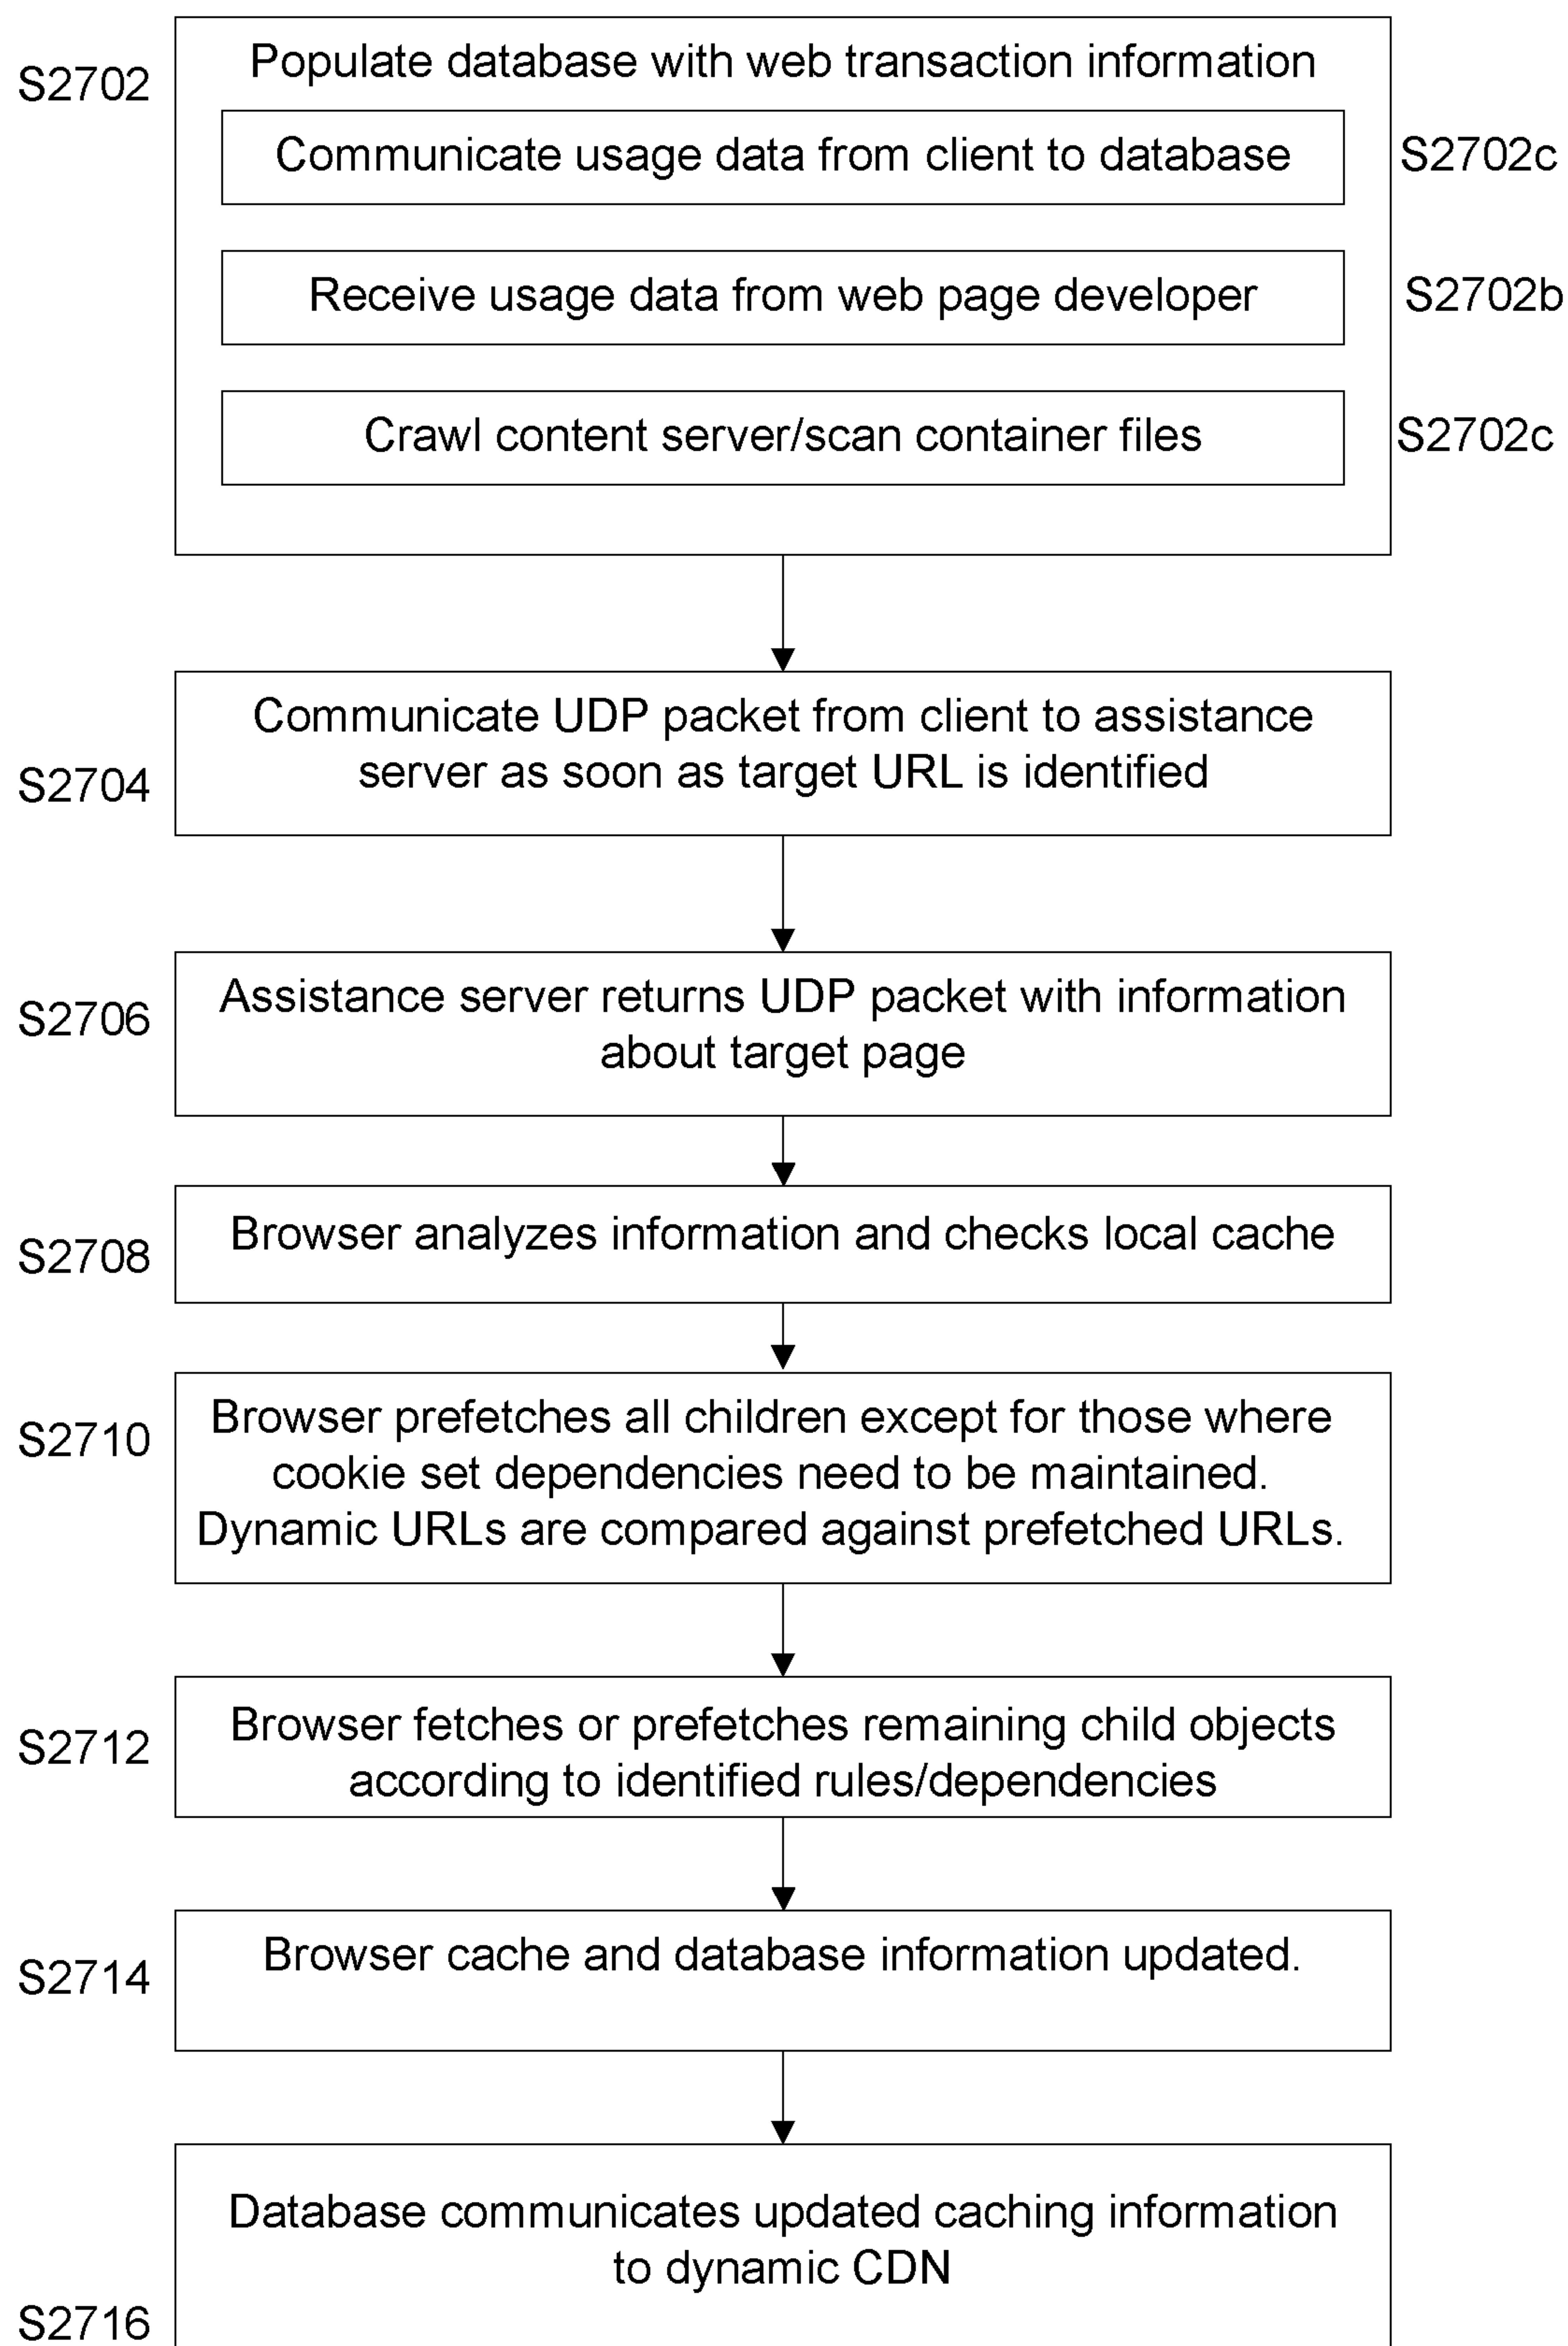 Populate database with web transaction information
S2702
Communicate usage data from client to database
S2702c
Receive usage data from web page developer
S2702b
Crawl content server/scan container files
S2702c
Communicate UDP packet from client to assistance
server as soon as target URL is identified
S2704
Assistance server returns UDP packet with information
about target page
S2706
Browser analyzes information and checks local cache
S2708
Browser prefetches all children except for those where
cookie set dependencies need to be maintained.
Dynamic URLs are compared against prefetched URLs.
S2710
Browser fetches or prefetches remaining child objects
according to identified rules/dependencies
S2712
Browser cache and database information updated.
S2714
Database communicates updated caching information
to dynamic CDN
S2716